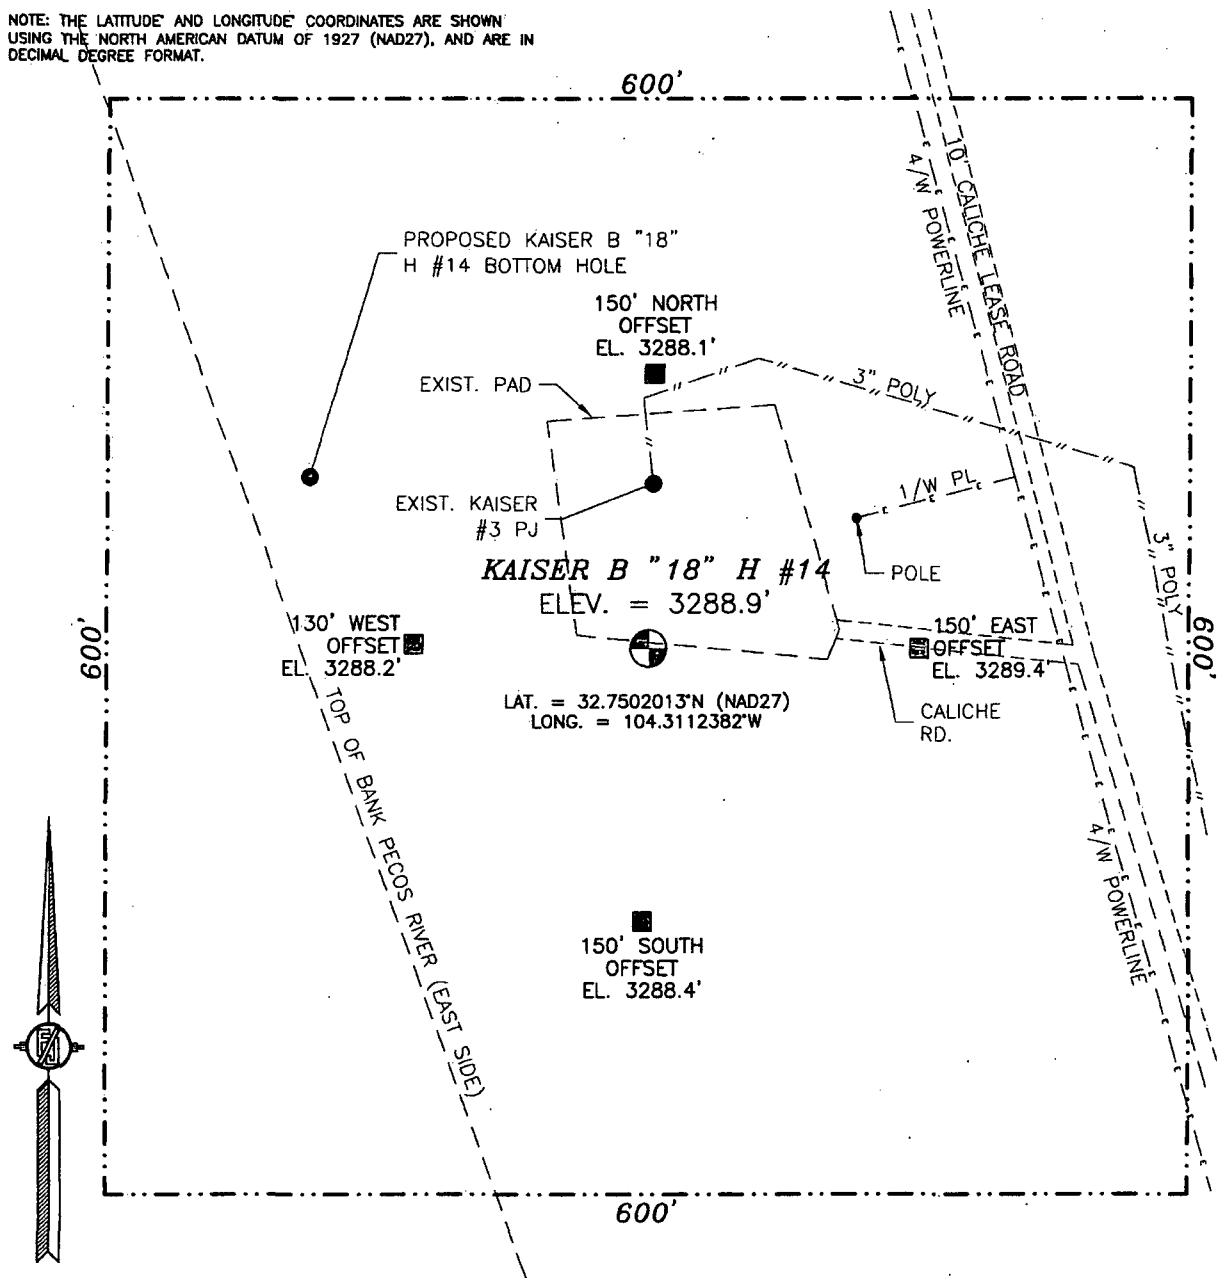 NOTE: THE LATITUDE AND LONGITUDE COORDINATES ARE SHOWN
USING THE NORTH AMERICAN DATUM OF 1927 (NAD27), AND ARE IN
DECIMAL DEGREE FORMAT.
600'
10' CALICHE LEASE ROAD
4/W POWERLINE
PROPOSED KAISER B "18"
H #14 BOTTOM HOLE
150' NORTH
OFFSET
EL. 3288.1'
EXIST. PAD
3" POLY
1/W PL
EXIST. KAISER
#3 PJ
POLE
3" POLY
KAISER B "18" H #14
ELEV. = 3288.9'
600'
130' WEST
OFFSET
EL. 3288.2'
150' EAST
OFFSET
EL. 3289.4'
600'
LAT. = 32.7502013°N (NAD27)
LONG. = 104.3112382°W
CALICHE
RD.
TOP OF BANK PECOS RIVER (EAST SIDE)
4/W POWERLINE
150' SOUTH
OFFSET
EL. 3288.4'
600'